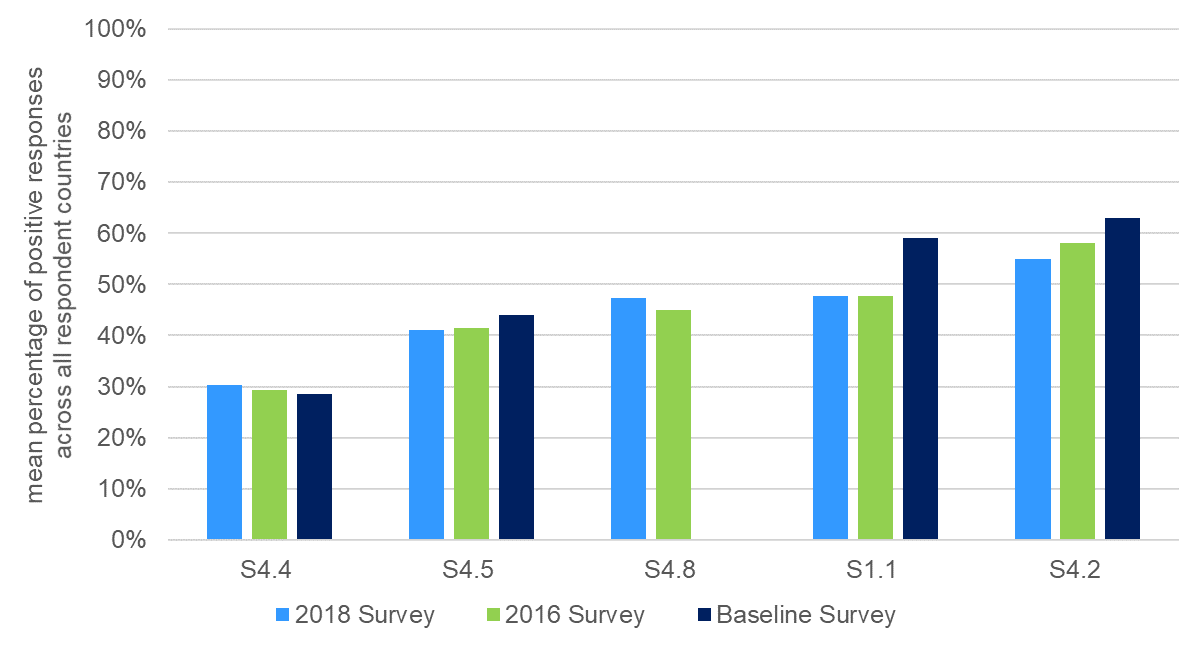 mean percentage of positive responses
across all respondent countries
100%
90%
80%
70%
60%
50%
40%
30%
20%
10%
0%
S4.4 S4.5 S4.8 S1.1 S4.2
2018 Survey 2016 Survey Baseline Survey